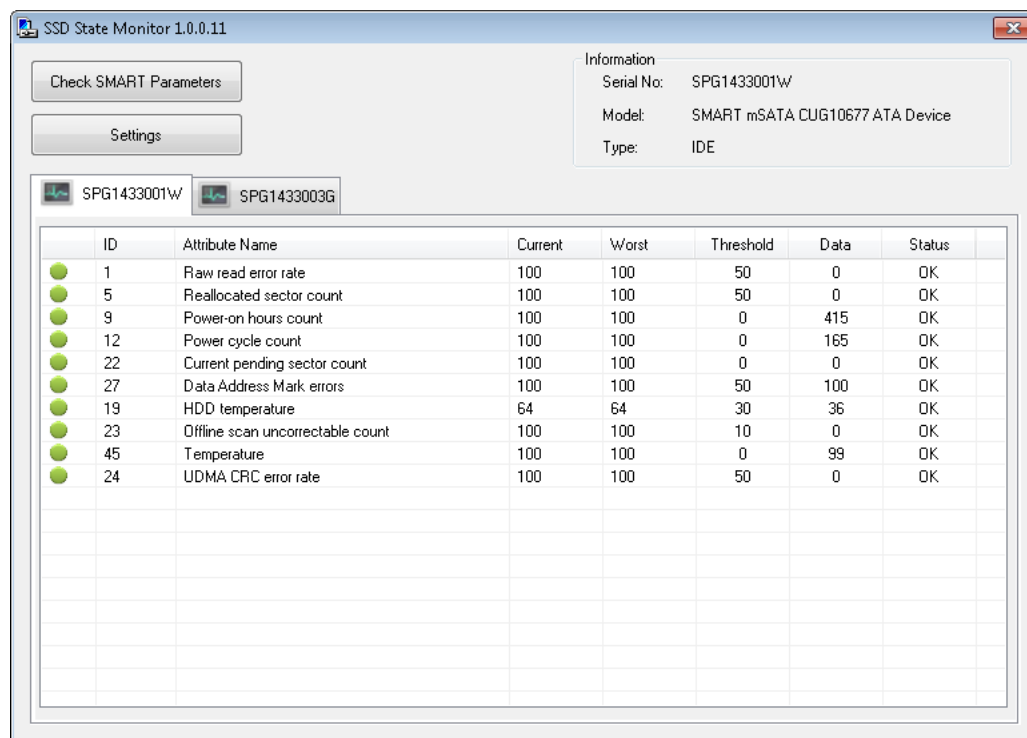 SSD State Monitor 1.0.0.11
Check SMART Parameters
Settings
Information
Serial No: SPG1433001W
Model: SMART mSATA CUG10677 ATA Device
Type: IDE
SPG1433001W SPG1433003G
ID Attribute Name Current Worst Threshold Data Status
1 Raw read error rate 100 100 50 0 OK
5 Reallocated sector count 100 100 50 0 OK
9 Power-on hours count 100 100 0 415 OK
12 Power cycle count 100 100 0 165 OK
22 Current pending sector count 100 100 0 0 OK
27 Data Address Mark errors 100 100 50 100 OK
19 HDD temperature 64 64 30 36 OK
23 Offline scan uncorrectable count 100 100 10 0 OK
45 Temperature 100 100 0 99 OK
24 UDMA CRC error rate 100 100 50 0 OK